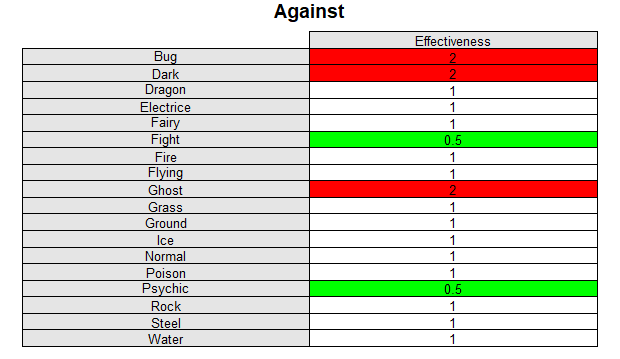 Against
Effectiveness
Bug 2
Dark 2
Dragon 1
Electrice 1
Fairy 1
Fight 0.5
Fire 1
Flying 1
Ghost 2
Grass 1
Ground 1
Ice 1
Normal 1
Poison 1
Psychic 0.5
Rock 1
Steel 1
Water 1